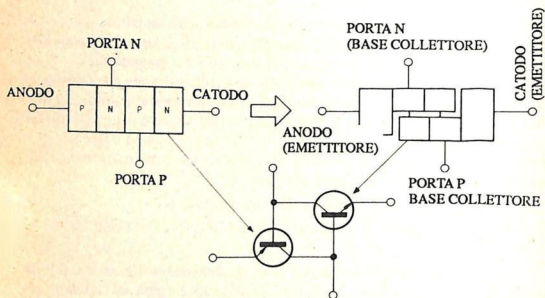 PORTA N
ANODO
P N P N
CATODO
PORTA P
PORTA N
(BASE COLLETTORE)
CATODO
(EMETTITORE)
ANODO
(EMETTITORE)
PORTA P
BASE COLLETTORE